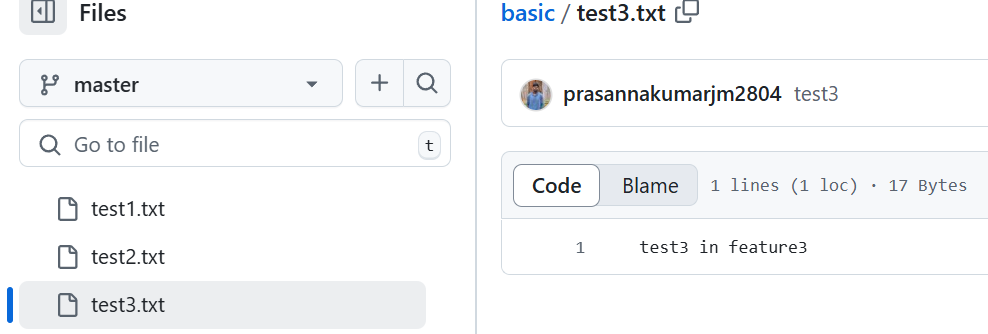 Files
master
Go to file
t
test1.txt
test2.txt
test3.txt
basic / test3.txt
prasannakumarjm2804 test3
Code Blame 1 lines (1 loc) · 17 Bytes
1 test3 in feature3